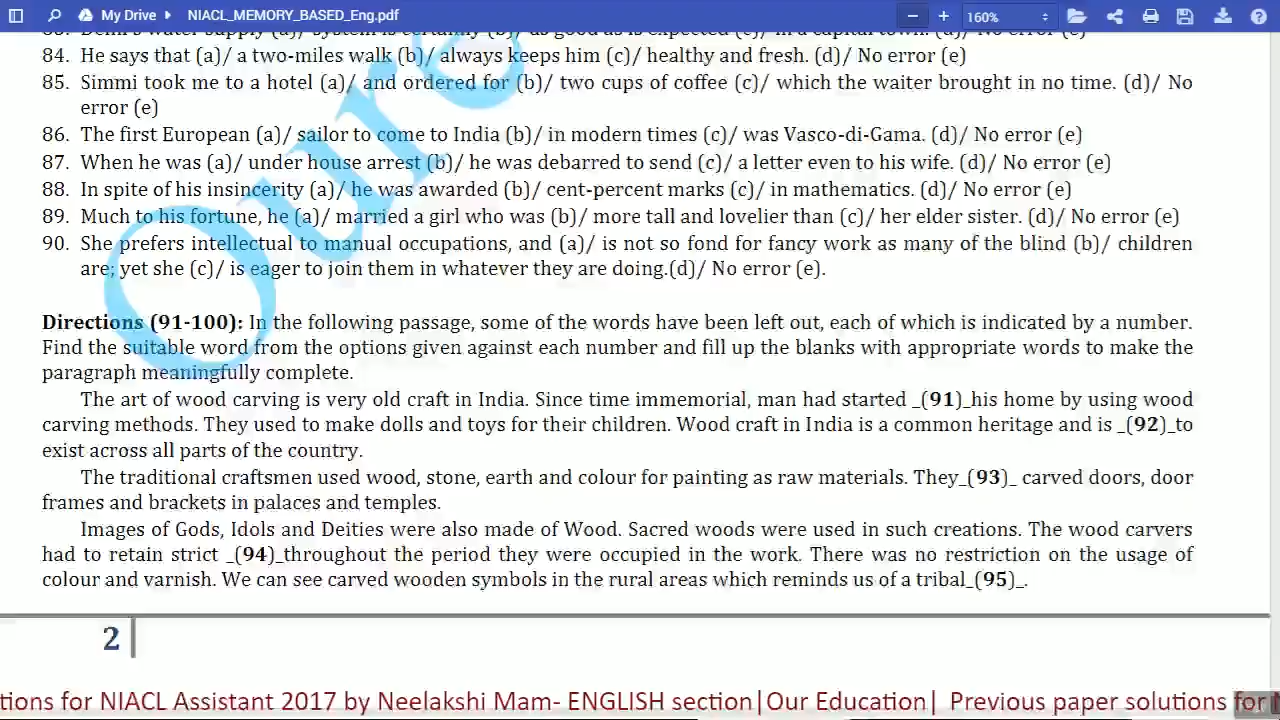 My Drive ▸ NIACL_MEMORY_BASED_Eng.pdf
160%
83. Delhi's water supply (a)/ system is certainly (b)/ as good as is expected (c)/ in a capital town. (d)/ No error (e)
84. He says that (a)/ a two-miles walk (b)/ always keeps him (c)/ healthy and fresh. (d)/ No error (e)
85. Simmi took me to a hotel (a)/ and ordered for (b)/ two cups of coffee (c)/ which the waiter brought in no time. (d)/ No
error (e)
86. The first European (a)/ sailor to come to India (b)/ in modern times (c)/ was Vasco-di-Gama. (d)/ No error (e)
87. When he was (a)/ under house arrest (b)/ he was debarred to send (c)/ a letter even to his wife. (d)/ No error (e)
88. In spite of his insincerity (a)/ he was awarded (b)/ cent-percent marks (c)/ in mathematics. (d)/ No error (e)
89. Much to his fortune, he (a)/ married a girl who was (b)/ more tall and lovelier than (c)/ her elder sister. (d)/ No error (e)
90. She prefers intellectual to manual occupations, and (a)/ is not so fond for fancy work as many of the blind (b)/ children
are; yet she (c)/ is eager to join them in whatever they are doing.(d)/ No error (e).
Directions (91-100): In the following passage, some of the words have been left out, each of which is indicated by a number.
Find the suitable word from the options given against each number and fill up the blanks with appropriate words to make the
paragraph meaningfully complete.
The art of wood carving is very old craft in India. Since time immemorial, man had started _(91)_his home by using wood
carving methods. They used to make dolls and toys for their children. Wood craft in India is a common heritage and is _(92)_to
exist across all parts of the country.
The traditional craftsmen used wood, stone, earth and colour for painting as raw materials. They_(93)_ carved doors, door
frames and brackets in palaces and temples.
Images of Gods, Idols and Deities were also made of Wood. Sacred woods were used in such creations. The wood carvers
had to retain strict _(94)_throughout the period they were occupied in the work. There was no restriction on the usage of
colour and varnish. We can see carved wooden symbols in the rural areas which reminds us of a tribal_(95)_.
2 |
tions for NIACL Assistant 2017 by Neelakshi Mam- ENGLISH section|Our Education| Previous paper solutions for
Oure